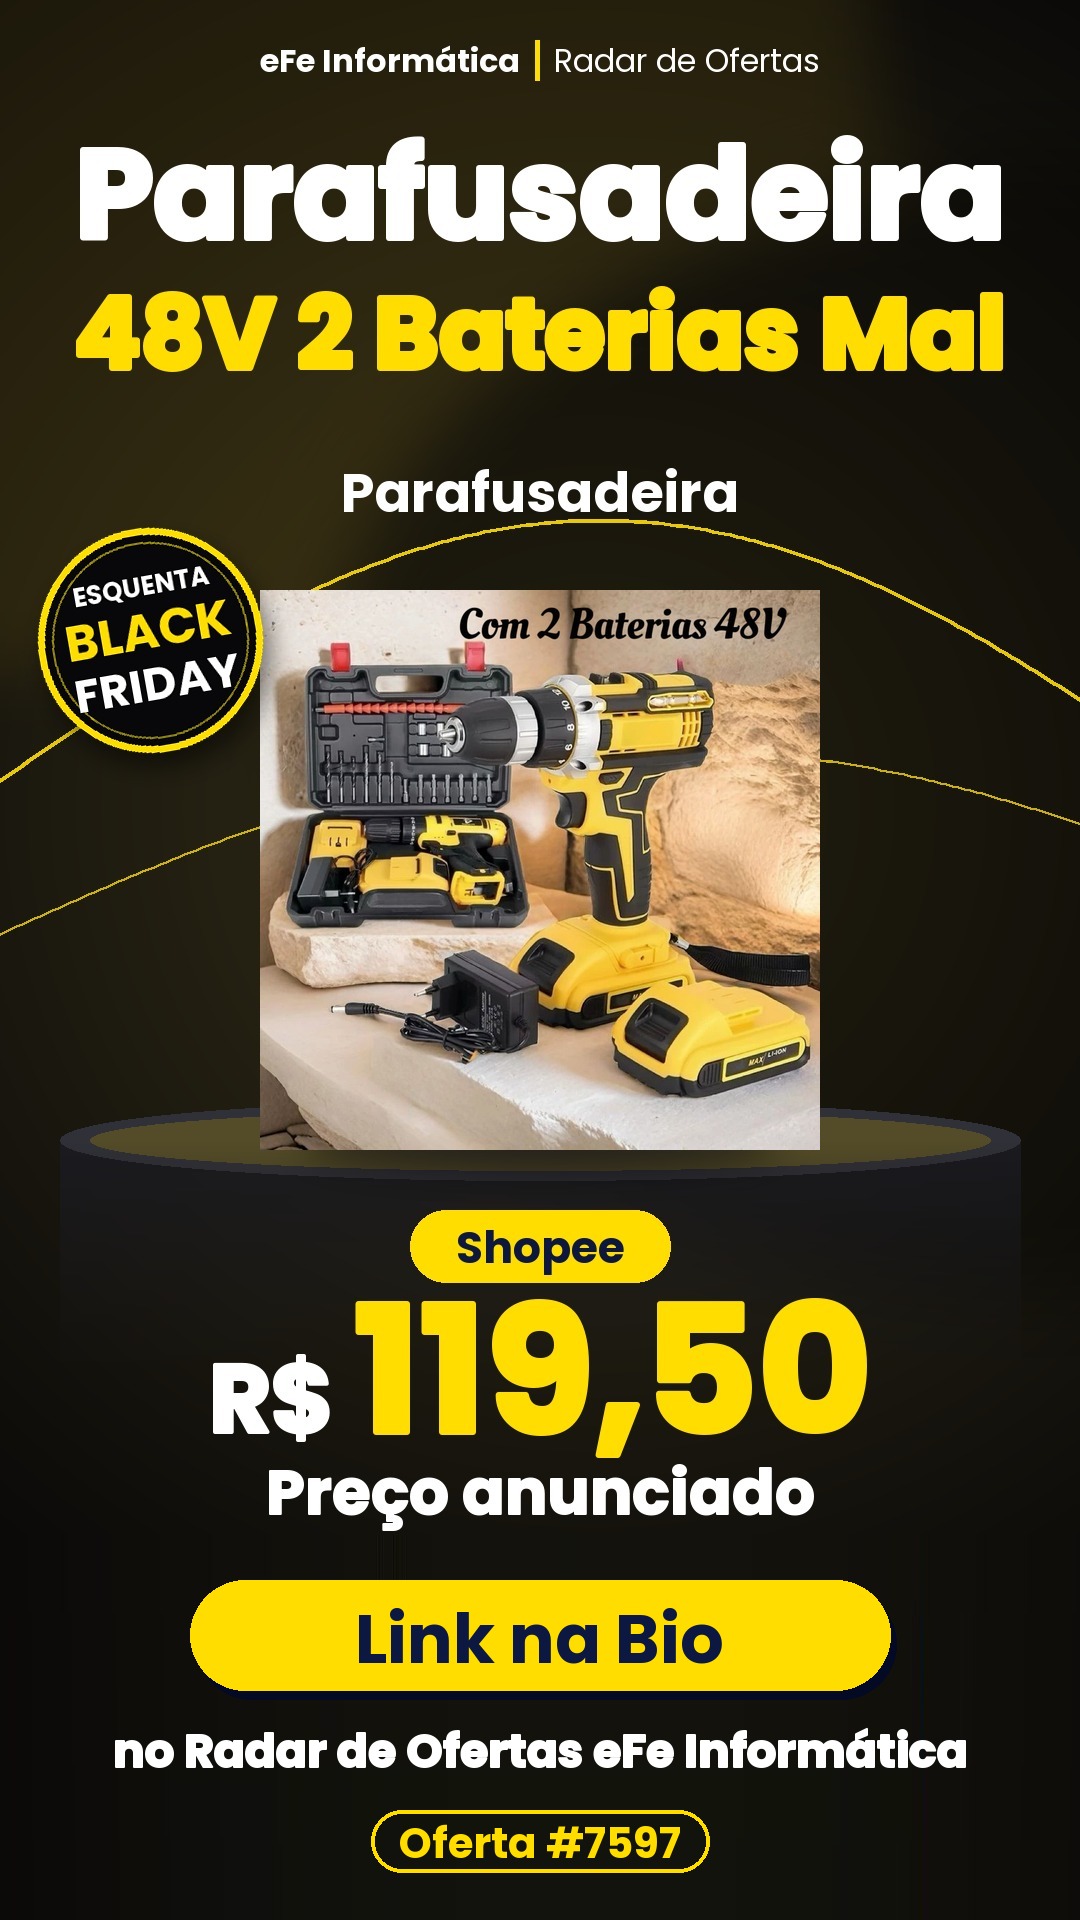 eFe Informática | Radar de Ofertas
Parafusadeira
48V 2 Baterias Mal
Parafusadeira
ESQUENTA
BLACK
FRIDAY
Com 2 Baterias 48V
MAX LI-ION
Shopee
R$ 119,50
Preço anunciado
Link na Bio
no Radar de Ofertas eFe Informática
Oferta #7597